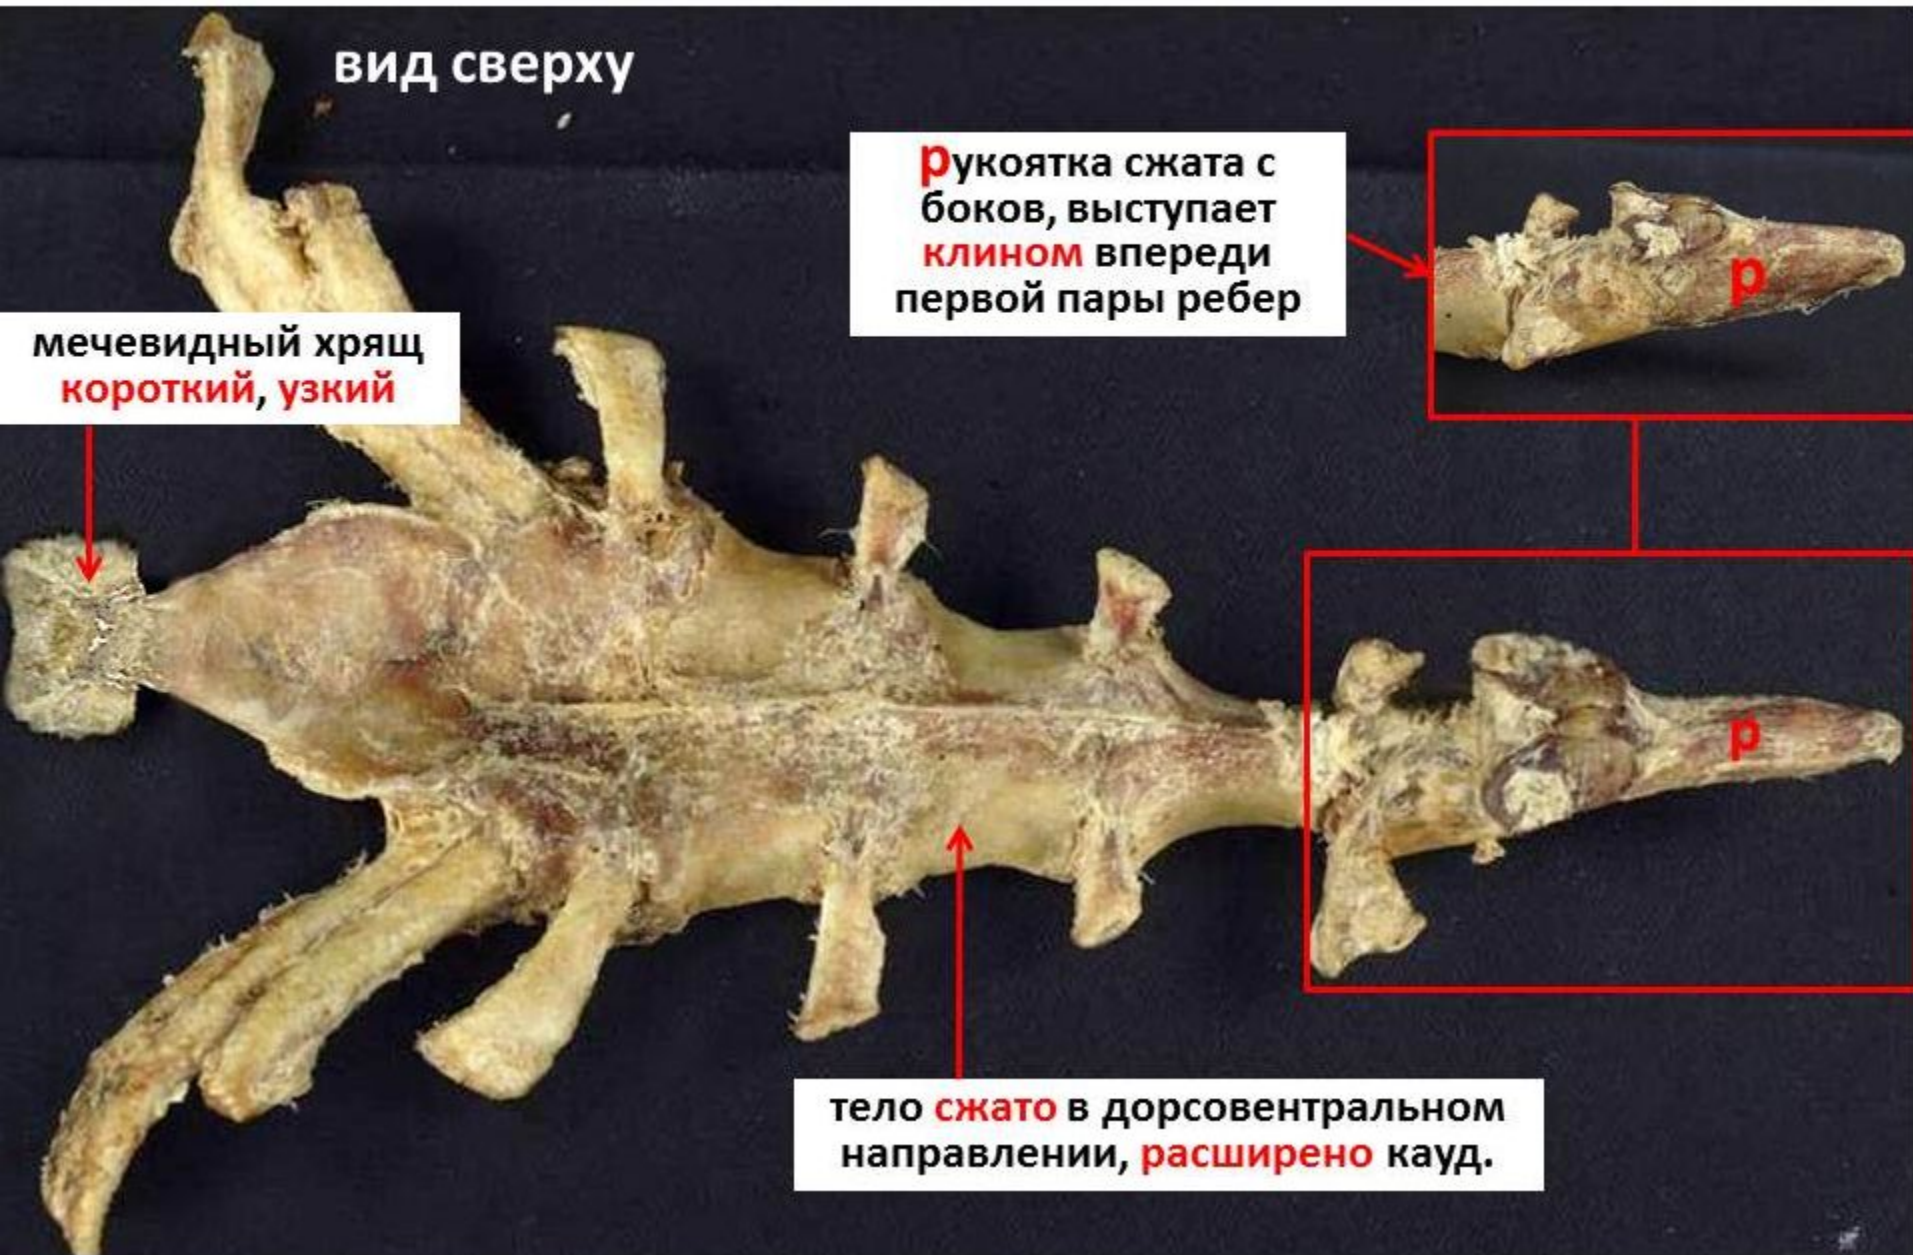 вид сверху
рукоятка сжата с
боков, выступает
клином впереди
первой пары ребер
р
мечевидный хрящ
короткий, узкий
р
тело сжато в дорсовентральном
направлении, расширено кауд.